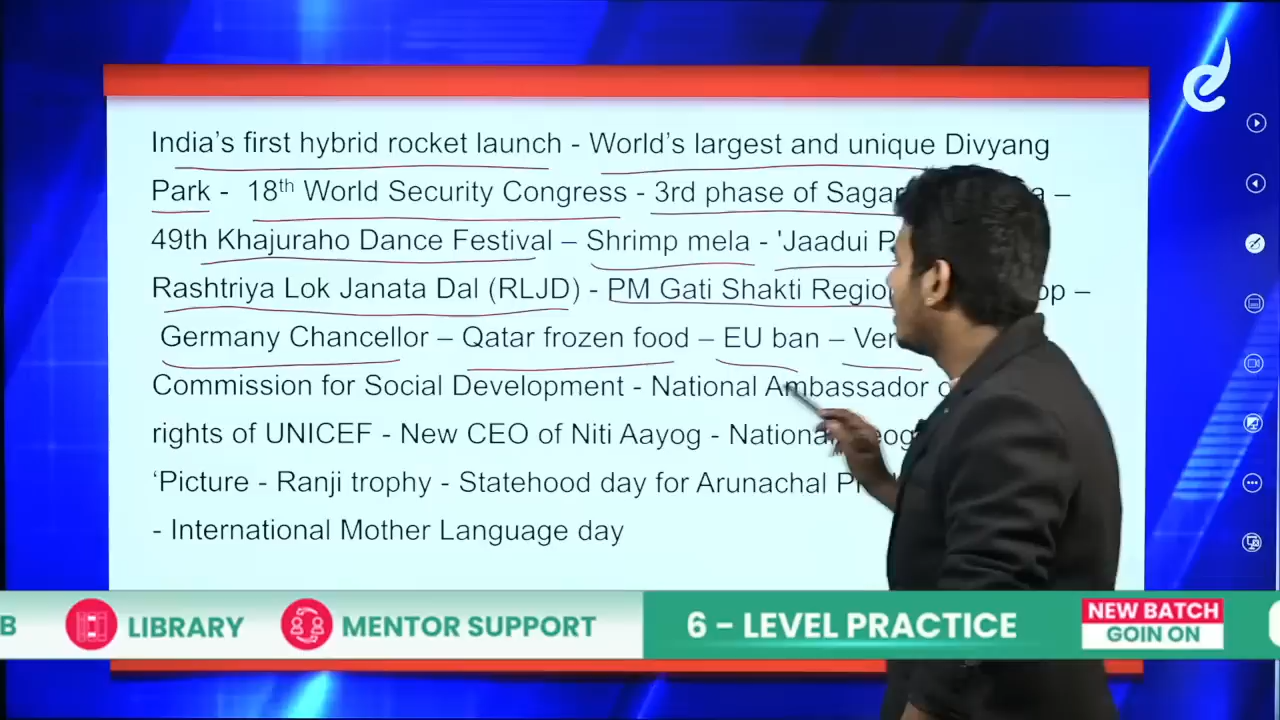 India's first hybrid rocket launch - World's largest and unique Divyang
Park - 18th World Security Congress - 3rd phase of Sagar
49th Khajuraho Dance Festival – Shrimp mela - 'Jaadui
Rashtriya Lok Janata Dal (RLJD) - PM Gati Shakti –
Germany Chancellor – Qatar frozen food – EU ban –
Commission for Social Development - National Ambassador
rights of UNICEF - New CEO of Niti Aayog - National
'Picture - Ranji trophy - Statehood day for Arunachal
- International Mother Language day
B LIBRARY MENTOR SUPPORT 6 - LEVEL PRACTICE NEW BATCH
GOIN ON